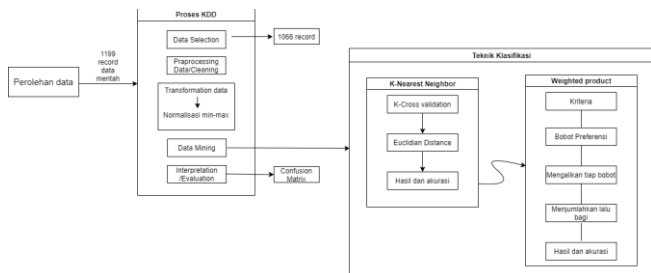 Proses KDD
Data Selection
1066 record
1199
record
data
mentah
Perolehan data
Praprocessing
Data/Cleaning
Transformation data
Normalisasi min-max
Data Mining
Interpretation
/Evaluation
Confusion
Matrix
Teknik Klasifikasi
K-Nearest Neighbor
K-Cross validation
Euclidian Distance
Hasil dan akurasi
Weighted product
Kriteria
Bobot Preferensi
Mengalikan tiap bobot
Menjumlahkan lalu
bagi
Hasil dan akurasi